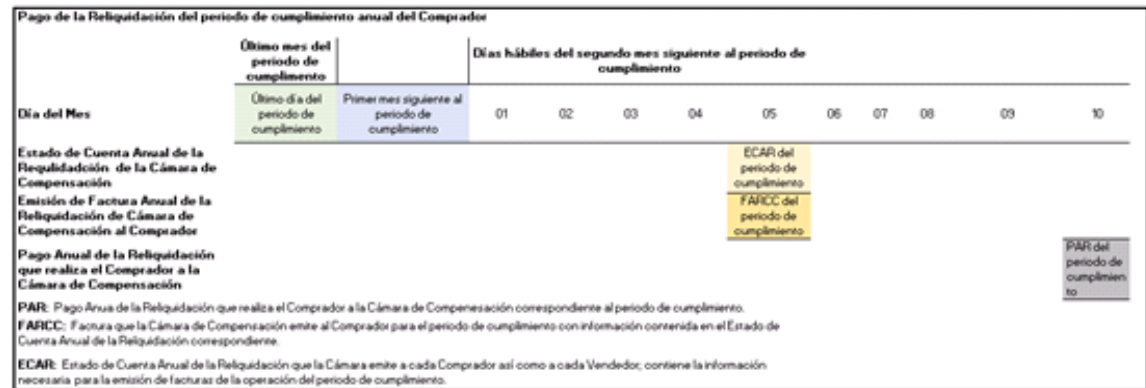 Pago de la Reliquidación del periodo de cumplimiento anual del Comprador
Último mes del
periodo de
cumplimento
Días hábiles del segundo mes siguiente al periodo de
cumplimiento
Día del Mes
Último día del
periodo de
cumplimiento
Primer mes siguiente al
periodo de
cumplimiento
01 02 03 04 05 06 07 08 09 10
Estado de Cuenta Anual de la
Requlidadción de la Cámara de
Compensación
ECAR del
periodo de
cumplimiento
Emisión de Factura Anual de la
Reliquidación de Cámara de
Compensación al Comprador
FARCC del
periodo de
cumplimiento
Pago Anual de la Reliquidación
que realiza el Comprador a la
Cámara de Compensación
PAR del
periodo de
cumplimien
to
PAR: Pago Anua de la Reliquidación que realiza el Comprador a la Cámara de Compenesación correspondiente al periodo de cumplimiento.
FARCC: Factura que la Cámara de Compensación emite al Comprador para el periodo de cumplimiento con información contenida en el Estado de
Cuenta Anual de la Reliquidación correspondiente.
ECAR: Estado de Cuenta Anual de la Reliquidación que la Cámara emite a cada Comprador así como a cada Vendedor; contiene la información
necesaria para la emisión de facturas de la operación del periodo de cumplimiento.